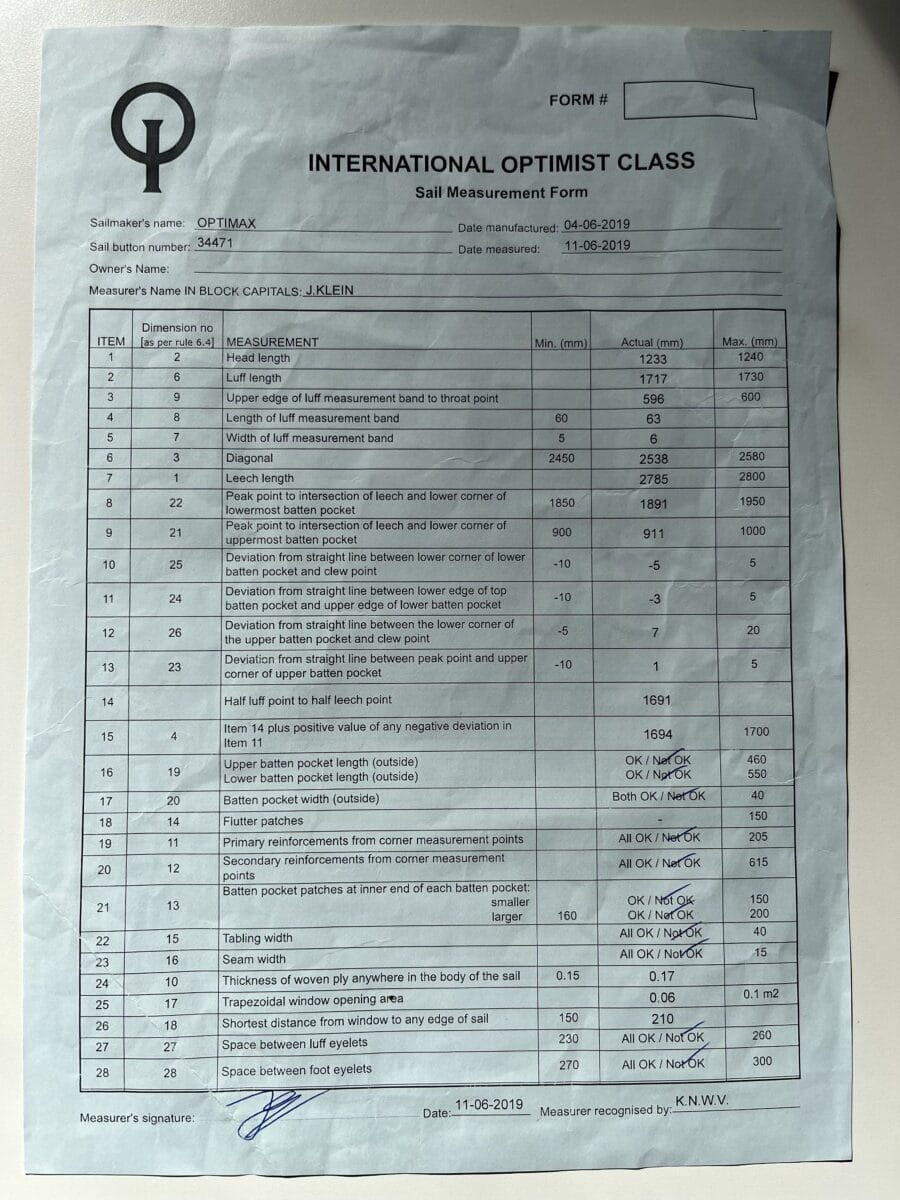 FORM #
INTERNATIONAL OPTIMIST CLASS
Sail Measurement Form
Sailmaker's name: OPTIMAX Date manufactured: 04-06-2019
Sail button number: 34471 Date measured: 11-06-2019
Owner's Name:
Measurer's Name IN BLOCK CAPITALS: J.KLEIN
ITEM Dimension no [as per rule 6.4] MEASUREMENT Min. (mm) Actual (mm) Max. (mm)
1 2 Head length 1233 1240
2 6 Luff length 1717 1730
3 9 Upper edge of luff measurement band to throat point 596 600
4 8 Length of luff measurement band 60 63
5 7 Width of luff measurement band 5 6
6 3 Diagonal 2450 2538 2580
7 1 Leech length 2785 2800
8 22 Peak point to intersection of leech and lower corner of
lowermost batten pocket 1850 1891 1950
9 21 Peak point to intersection of leech and lower corner of
uppermost batten pocket 900 911 1000
10 25 Deviation from straight line between lower corner of lower
batten pocket and clew point -10 -5 5
11 24 Deviation from straight line between lower edge of top
batten pocket and upper edge of lower batten pocket -10 -3 5
12 26 Deviation from straight line between the lower corner of
the upper batten pocket and clew point -5 7 20
13 23 Deviation from straight line between peak point and upper
corner of upper batten pocket -10 1 5
14 Half luff point to half leech point 1691
15 4 Item 14 plus positive value of any negative deviation in
Item 11 1694 1700
16 19 Upper batten pocket length (outside) OK / Not OK 460
Lower batten pocket length (outside) OK / Not OK 550
17 20 Batten pocket width (outside) Both OK / Not OK 40
18 14 Flutter patches - 150
19 11 Primary reinforcements from corner measurement points All OK / Not OK 205
20 12 Secondary reinforcements from corner measurement
points All OK / Not OK 615
21 13 Batten pocket patches at inner end of each batten pocket:
smaller OK / Not OK 150
larger 160 OK / Not OK 200
22 15 Tabling width All OK / Not OK 40
23 16 Seam width All OK / Not OK 15
24 10 Thickness of woven ply anywhere in the body of the sail 0.15 0.17
25 17 Trapezoidal window opening area 0.06 0.1 m2
26 18 Shortest distance from window to any edge of sail 150 210
27 27 Space between luff eyelets 230 All OK / Not OK 260
28 28 Space between foot eyelets 270 All OK / Not OK 300
Measurer's signature: Date: 11-06-2019 Measurer recognised by: K.N.W.V.